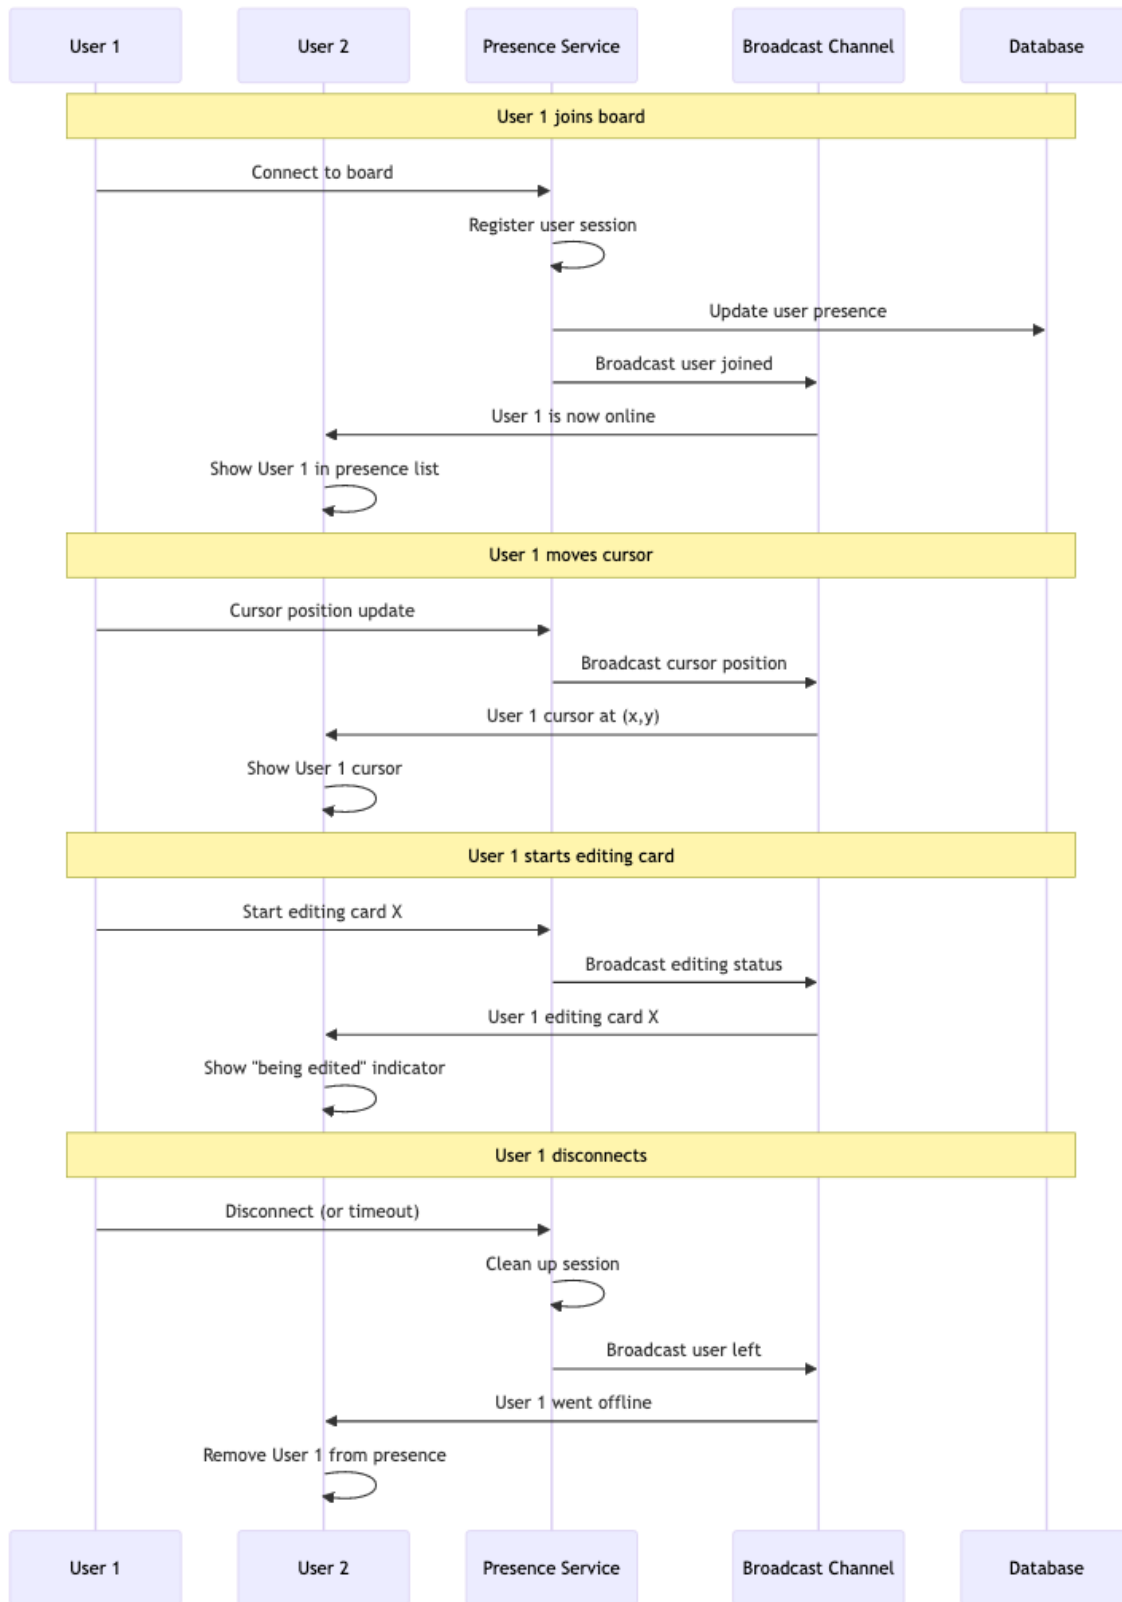 User 1
User 2
Presence Service
Broadcast Channel
Database
User 1 joins board
Connect to board
Register user session
Update user presence
Broadcast user joined
User 1 is now online
Show User 1 in presence list
User 1 moves cursor
Cursor position update
Broadcast cursor position
User 1 cursor at (x,y)
Show User 1 cursor
User 1 starts editing card
Start editing card X
Broadcast editing status
User 1 editing card X
Show "being edited" indicator
User 1 disconnects
Disconnect (or timeout)
Clean up session
Broadcast user left
User 1 went offline
Remove User 1 from presence
User 1
User 2
Presence Service
Broadcast Channel
Database